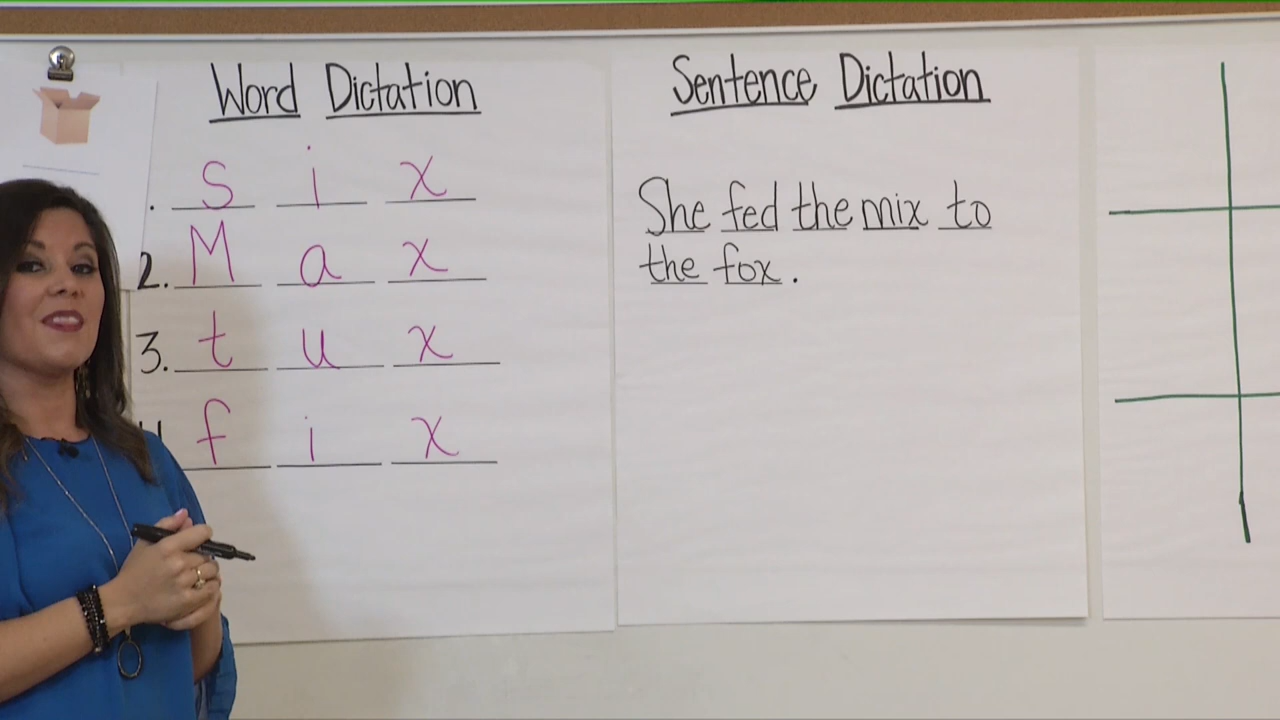 Word Dictation
. s i x
2. M a x
3. t u x
f i x
Sentence Dictation
She fed the mix to
the fox.